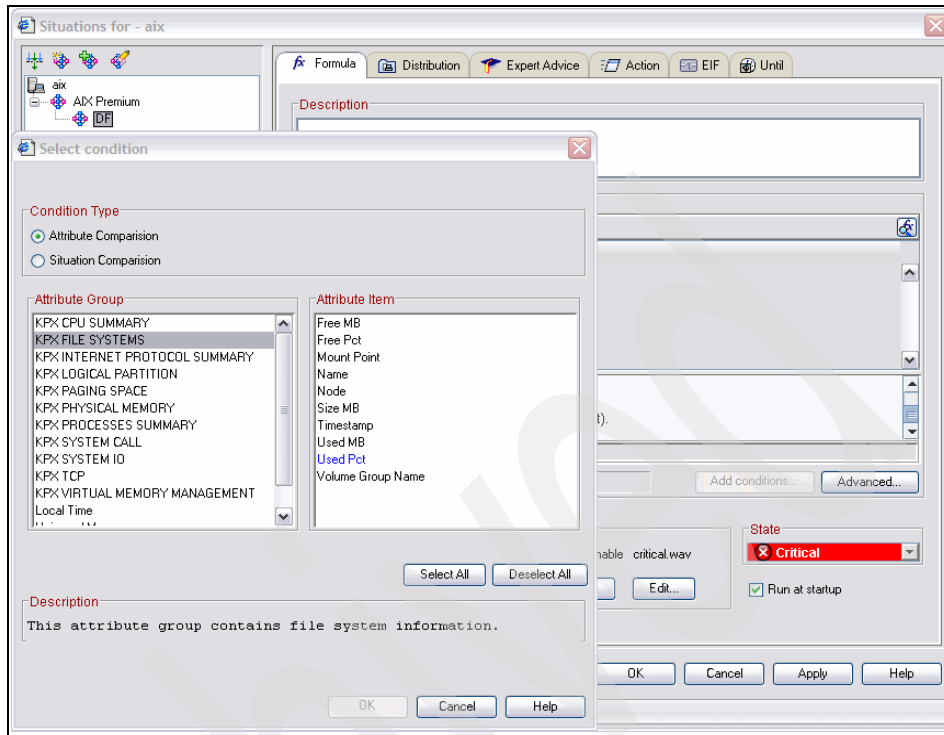 Situations for - aix
aix
AIX Premium
DF
fx Formula
Distribution
Expert Advice
Action
EIF
Until
Description
Select condition
Condition Type
Attribute Comparision
Situation Comparision
Attribute Group
KPX CPU SUMMARY
KPX FILE SYSTEMS
KPX INTERNET PROTOCOL SUMMARY
KPX LOGICAL PARTITION
KPX PAGING SPACE
KPX PHYSICAL MEMORY
KPX PROCESSES SUMMARY
KPX SYSTEM CALL
KPX SYSTEM IO
KPX TCP
KPX VIRTUAL MEMORY MANAGEMENT
Local Time
Attribute Item
Free MB
Free Pct
Mount Point
Name
Node
Size MB
Timestamp
Used MB
Used Pct
Volume Group Name
Select All
Deselect All
Description
This attribute group contains file system information.
OK
Cancel
Help
t).
Add conditions...
Advanced...
critical.wav
Edit...
State
Critical
Run at startup
OK
Cancel
Apply
Help